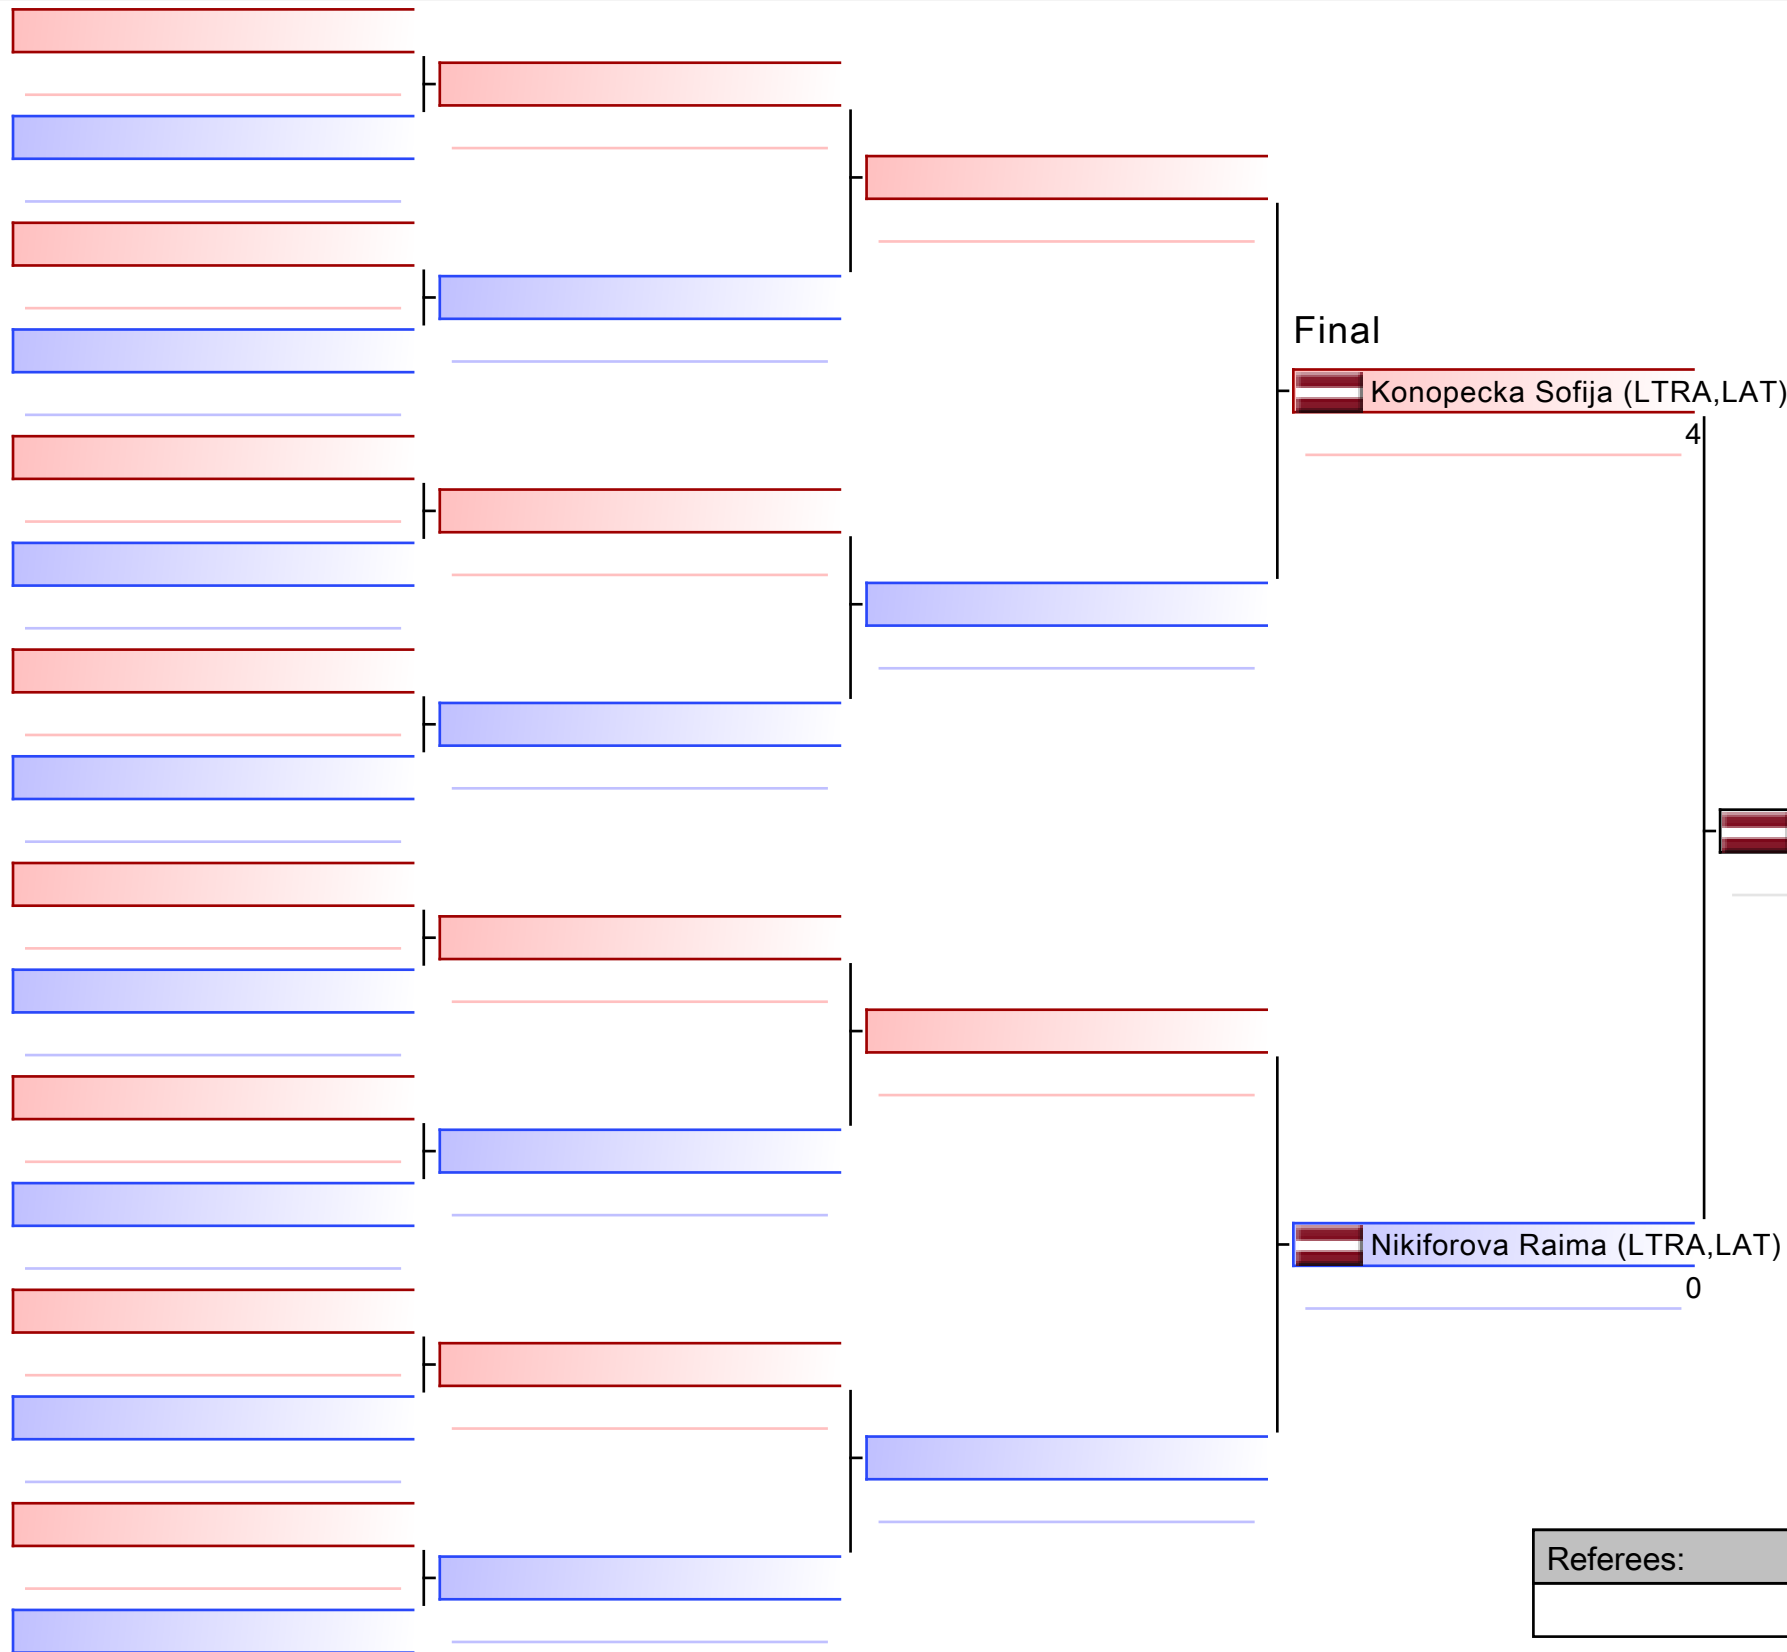 Final
Konopecka Sofija (LTRA,LAT)
4
Nikiforova Raima (LTRA,LAT)
0
Referees: